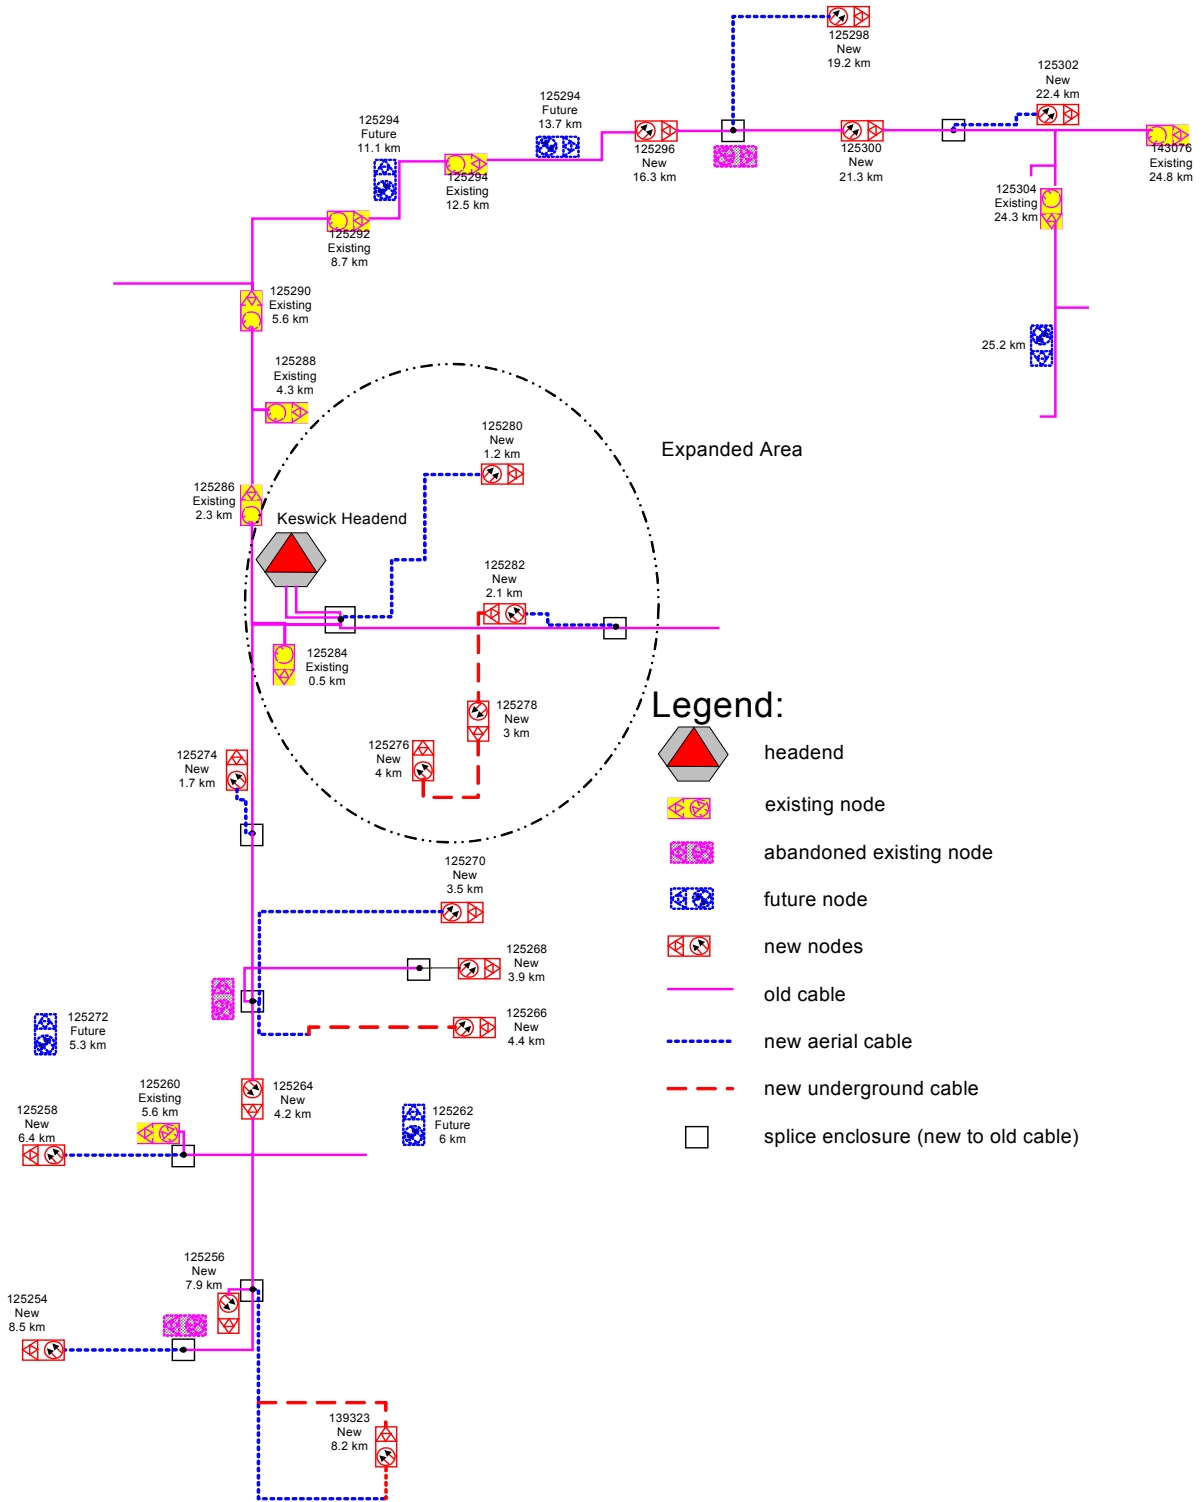 125298
New
19.2 km
125302
New
22.4 km
125294
Future
13.7 km
125294
Future
11.1 km
125296
New
16.3 km
125300
New
21.3 km
143076
Existing
24.8 km
125294
Existing
12.5 km
125304
Existing
24.3 km
125292
Existing
8.7 km
125290
Existing
5.6 km
25.2 km
125288
Existing
4.3 km
125280
New
1.2 km
Expanded Area
125286
Existing
2.3 km
Keswick Headend
125282
New
2.1 km
125284
Existing
0.5 km
125278
New
3 km
125276
New
4 km
125274
New
1.7 km
Legend:
headend
existing node
abandoned existing node
future node
new nodes
old cable
new aerial cable
new underground cable
splice enclosure (new to old cable)
125270
New
3.5 km
125268
New
3.9 km
125266
New
4.4 km
125272
Future
5.3 km
125260
Existing
5.6 km
125264
New
4.2 km
125262
Future
6 km
125258
New
6.4 km
125256
New
7.9 km
125254
New
8.5 km
139323
New
8.2 km